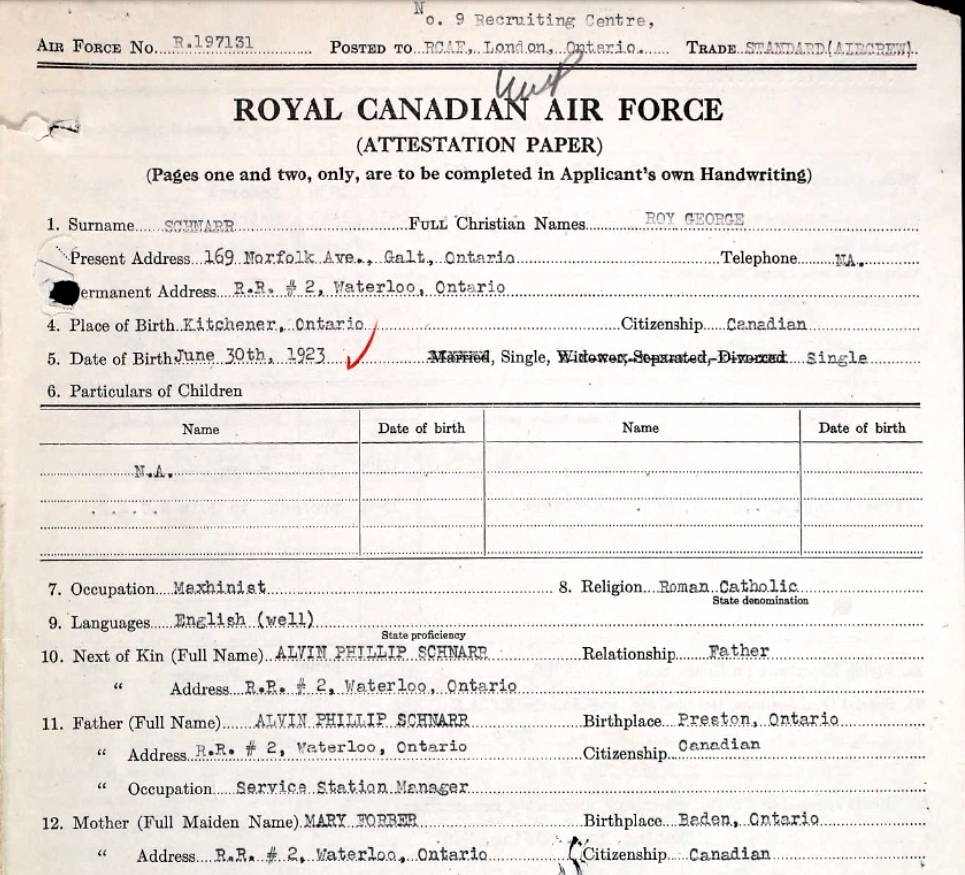 No. 9 Recruiting Centre,
AIR FORCE No. R.197131 POSTED TO RCAF, London, Ontario. TRADE STANDARD(AIRCREW)
ROYAL CANADIAN AIR FORCE
(ATTESTATION PAPER)
(Pages one and two, only, are to be completed in Applicant's own Handwriting)
1. Surname SCHNARR FULL Christian Names ROY GEORGE
Present Address 169 Norfolk Ave., Galt, Ontario Telephone NA.
ermanent Address R.R. # 2, Waterloo, Ontario
4. Place of Birth Kitchener, Ontario Citizenship Canadian
5. Date of Birth June 30th, 1923 Married, Single, Widower, Separated, Divorced Single
6. Particulars of Children
Name Date of birth Name Date of birth
N.A.
7. Occupation Maxhinist 8. Religion Roman Catholic
State denomination
9. Languages English (well)
State proficiency
10. Next of Kin (Full Name) ALVIN PHILLIP SCHNARR Relationship Father
" Address R.R. # 2, Waterloo, Ontario
11. Father (Full Name) ALVIN PHILLIP SCHNARR Birthplace Preston, Ontario
" Address R.R. # 2, Waterloo, Ontario Citizenship Canadian
" Occupation Service Station Manager
12. Mother (Full Maiden Name) MARY FORBER Birthplace Baden, Ontario
" Address R.R. # 2, Waterloo, Ontario Citizenship Canadian